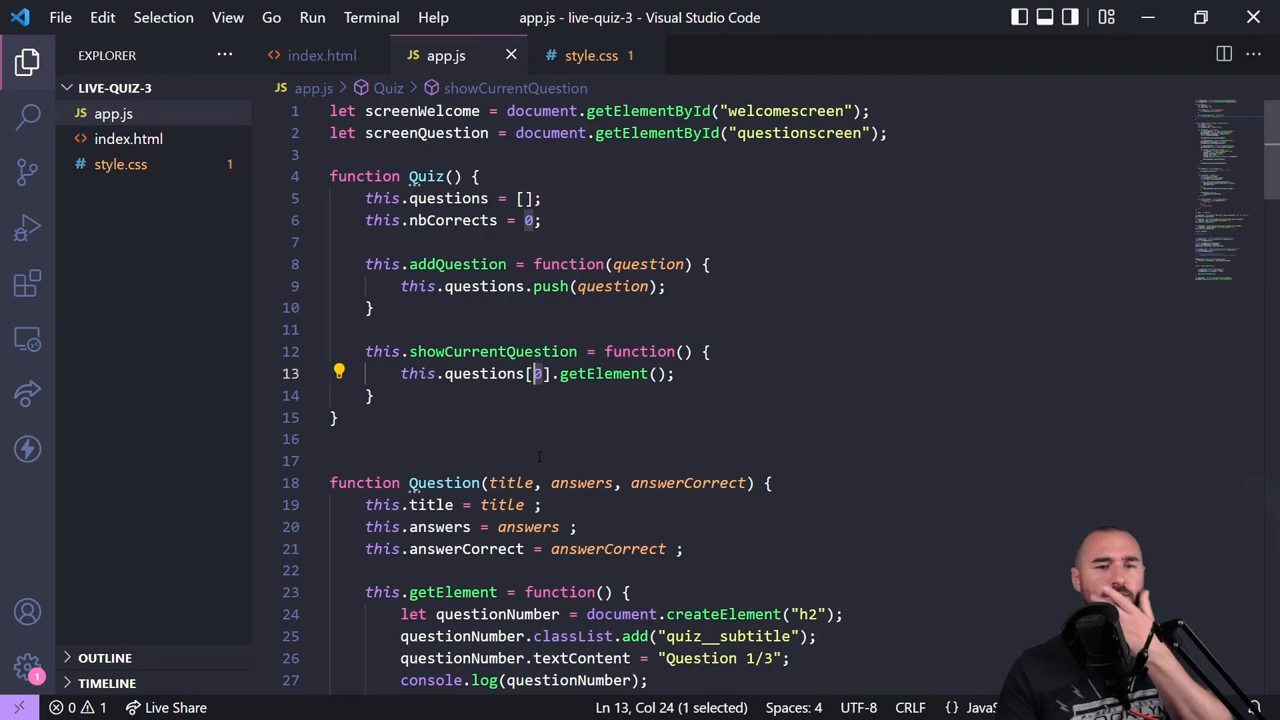 File Edit Selection View Go Run Terminal Help app.js - live-quiz-3 - Visual Studio Code
EXPLORER
index.html
JS app.js
# style.css 1
LIVE-QUIZ-3
JS app.js
index.html
# style.css 1
JS app.js > Quiz > showCurrentQuestion
1 let screenWelcome = document.getElementById("welcomescreen");
2 let screenQuestion = document.getElementById("questionscreen");
3
4 function Quiz() {
5 this.questions = [];
6 this.nbCorrects = 0;
7
8 this.addQuestion = function(question) {
9 this.questions.push(question);
10 }
11
12 this.showCurrentQuestion = function() {
13 this.questions[0].getElement();
14 }
15 }
16
17
18 function Question(title, answers, answerCorrect) {
19 this.title = title ;
20 this.answers = answers ;
21 this.answerCorrect = answerCorrect ;
22
23 this.getElement = function() {
24 let questionNumber = document.createElement("h2");
25 questionNumber.classList.add("quiz__subtitle");
26 questionNumber.textContent = "Question 1/3";
27 console.log(questionNumber);
OUTLINE
TIMELINE
1
0 1 Live Share Ln 13, Col 24 (1 selected) Spaces: 4 UTF-8 CRLF {}